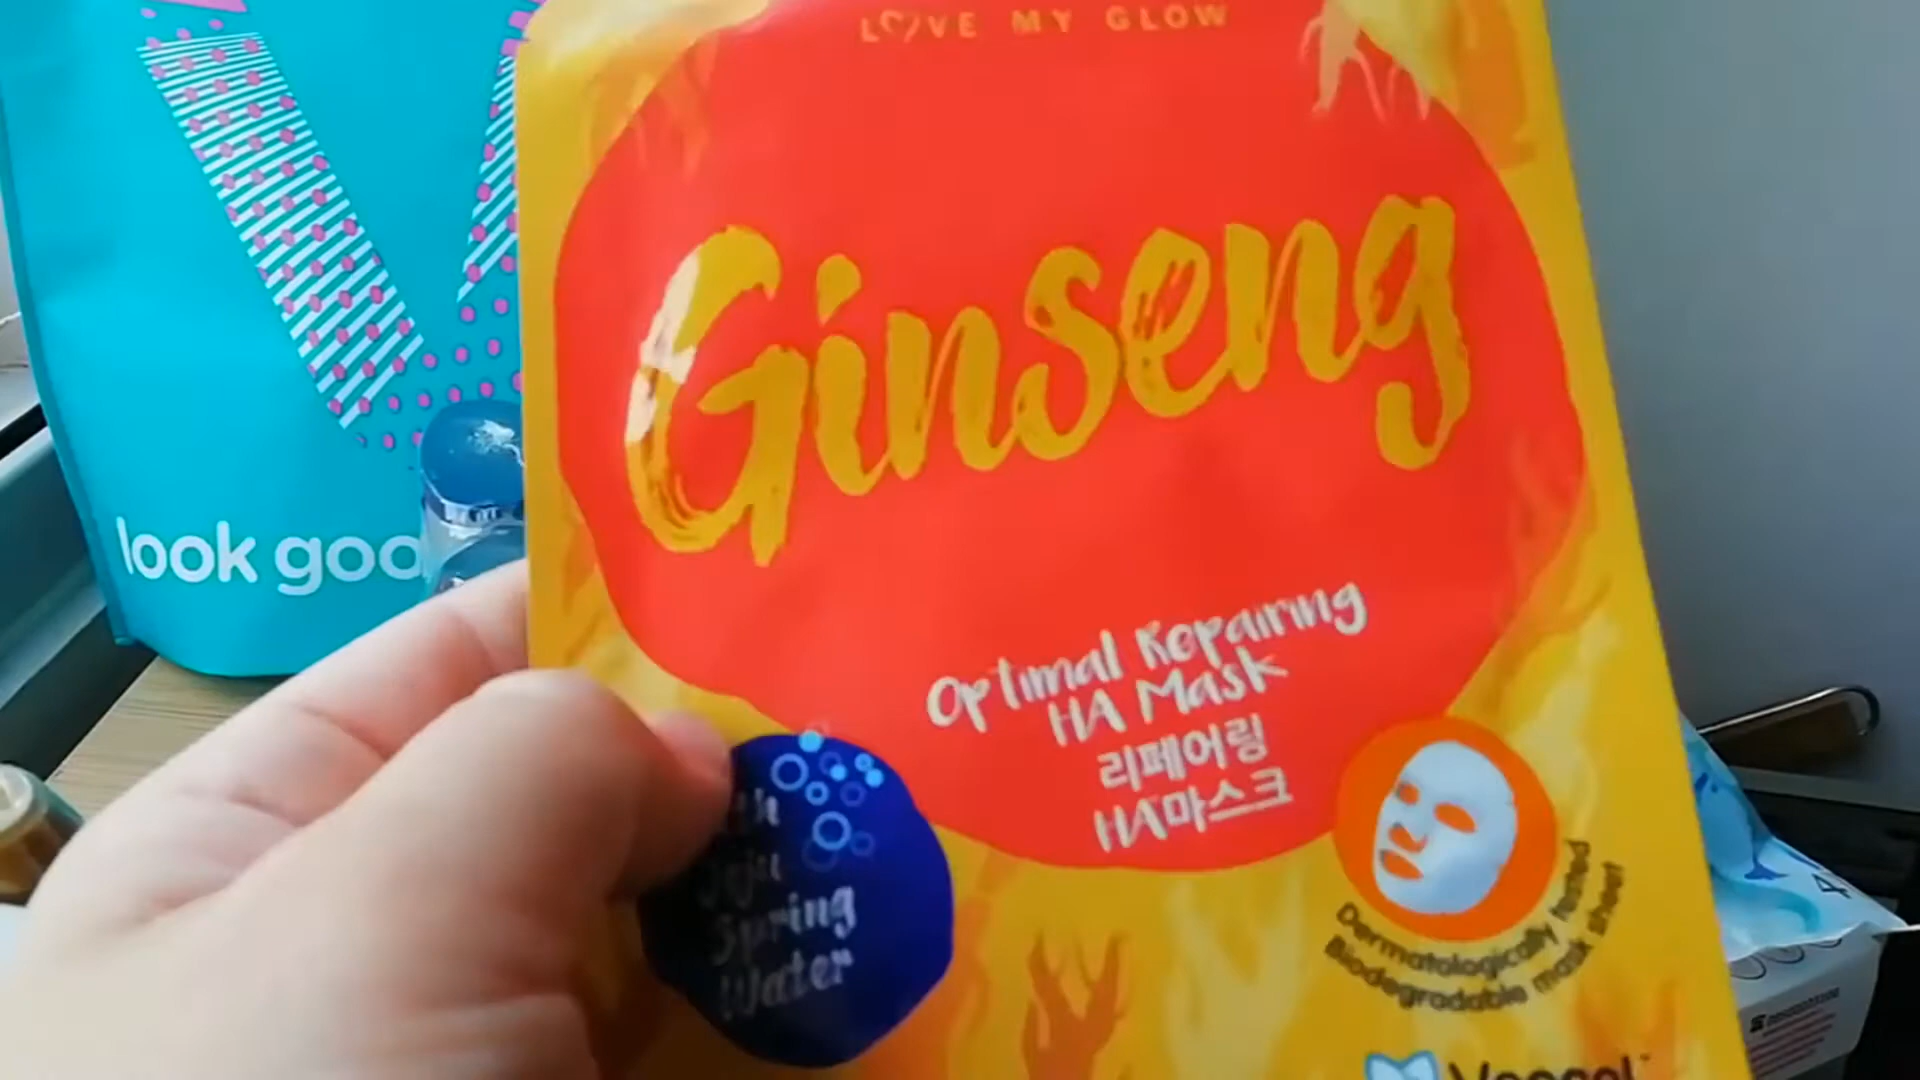 LOVE MY GLOW
Ginseng
Optimal Repairing
HA Mask
리페어링
HA마스크
Spring
Water
Dermatologically tested
Biodegradable mask sheet
look goo